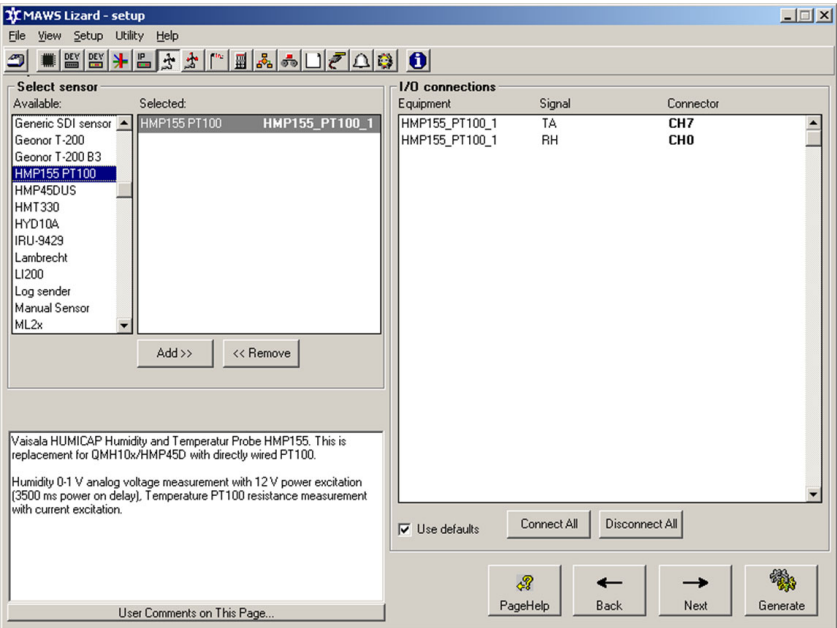 MAWS Lizard - setup
File View Setup Utility Help
DEV DEV IP
Select sensor
Available: Selected:
Generic SDI sensor
Geonor T-200
Geonor T-200 B3
HMP155 PT100
HMP45DUS
HMT330
HYD10A
IRU-9429
Lambrecht
LI200
Log sender
Manual Sensor
ML2x
HMP155 PT100 HMP155_PT100_1
Add >> << Remove
Vaisala HUMICAP Humidity and Temperatur Probe HMP155. This is
replacement for QMH10x/HMP45D with directly wired PT100.
Humidity 0-1 V analog voltage measurement with 12 V power excitation
(3500 ms power on delay), Temperature PT100 resistance measurement
with current excitation.
User Comments on This Page...
I/O connections
Equipment Signal Connector
HMP155_PT100_1 TA CH7
HMP155_PT100_1 RH CH0
Use defaults Connect All Disconnect All
PageHelp Back Next Generate